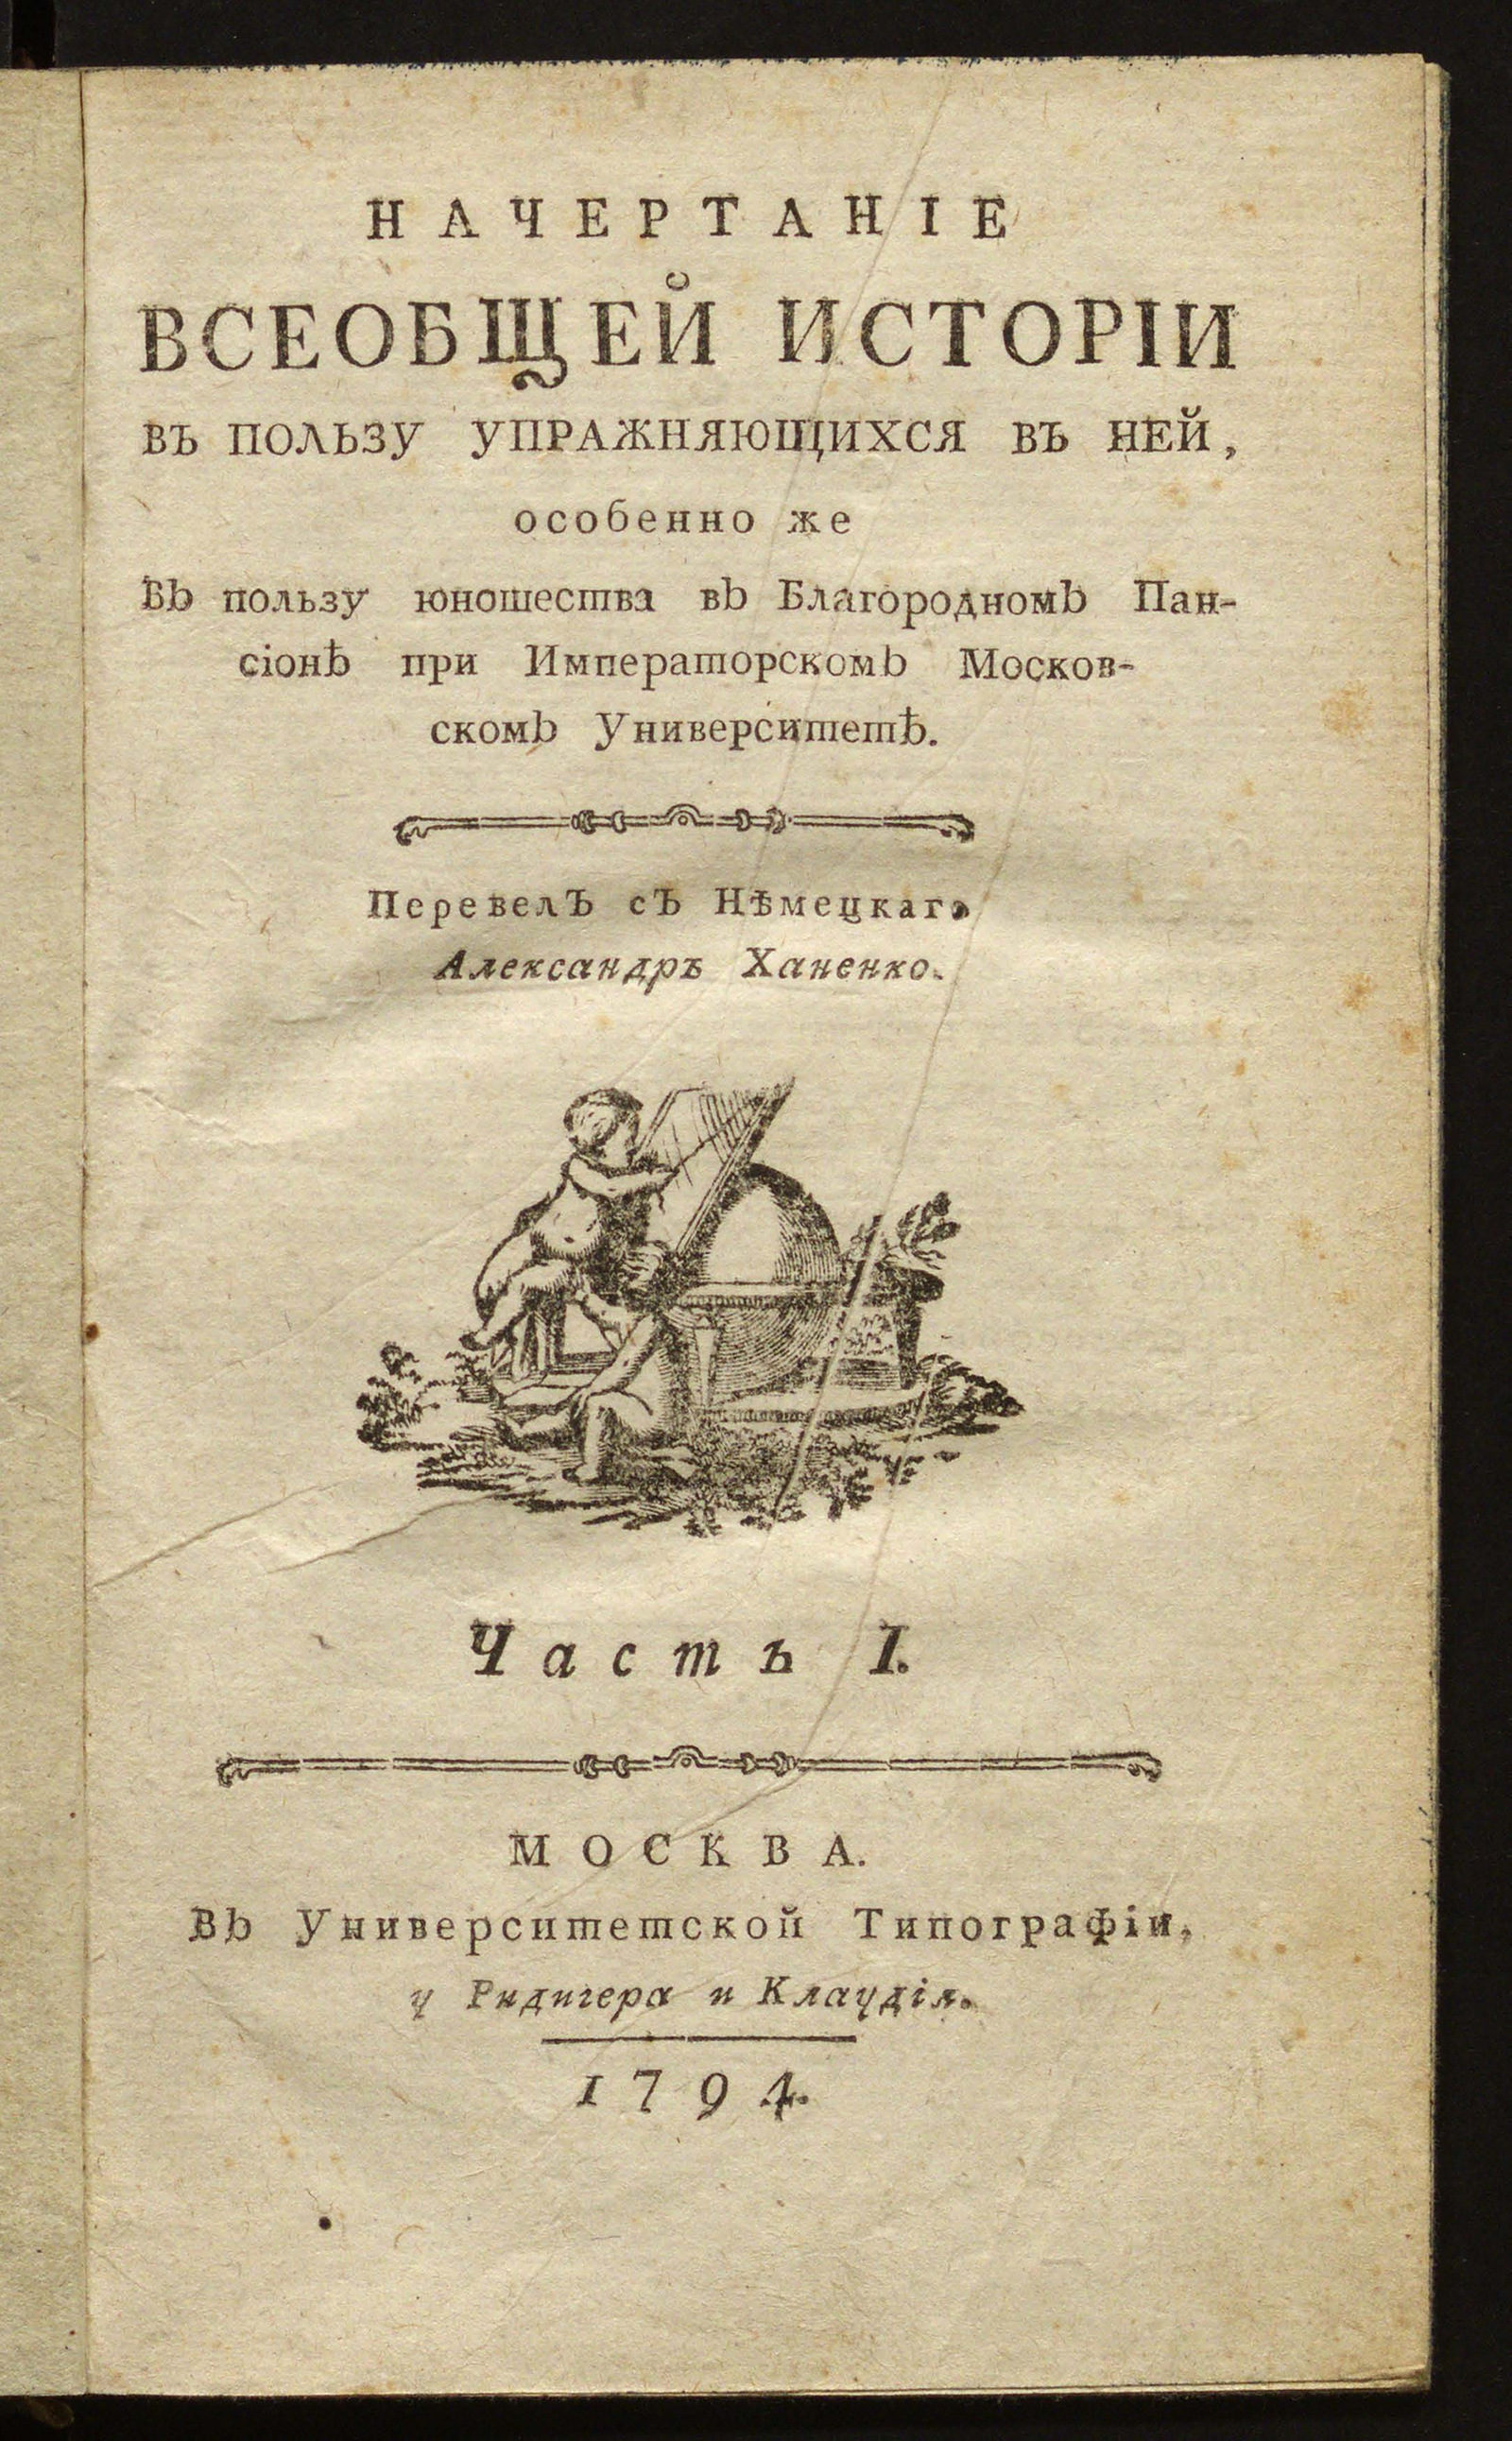 НАЧЕРТАНІЕ
ВСЕОБЩЕЙ ИСТОРІИ
ВЪ ПОЛЬЗУ УПРАЖНЯЮЩИХСЯ ВЪ НЕЙ,
особенно же
Въ пользу юношества въ Благородномъ Пан-
сіонѣ при Императорскомъ Москов-
скомъ Университетѣ.
Перевелъ съ Нѣмецкаго
Александръ Ханенко.
Часть I.
МОСКВА.
Въ Университетской Типографіи,
у Ридигера и Клаудія.
1794.